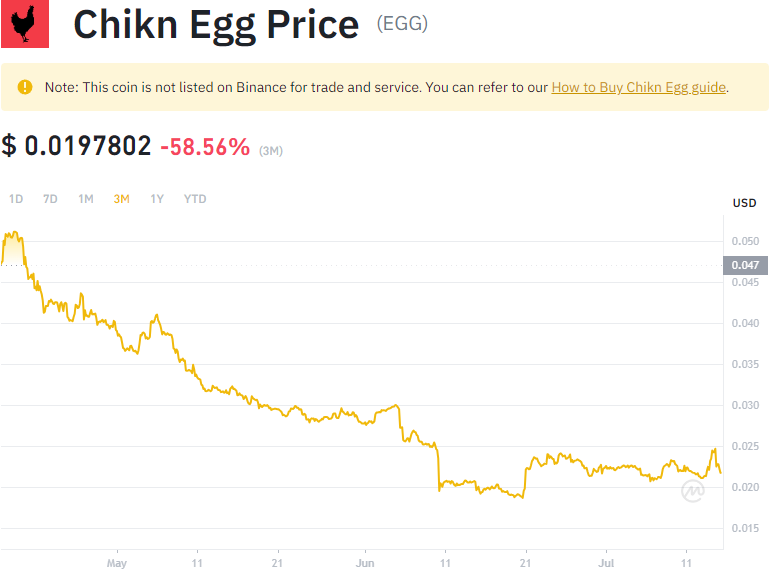 Chikn Egg Price (EGG)
Note: This coin is not listed on Binance for trade and service. You can refer to our How to Buy Chikn Egg guide.
$ 0.0197802 -58.56% (3M)
1D 7D 1M 3M 1Y YTD
USD
0.050
0.047
0.045
0.040
0.035
0.030
0.025
0.020
0.015
May 11 21 Jun 11 21 Jul 11